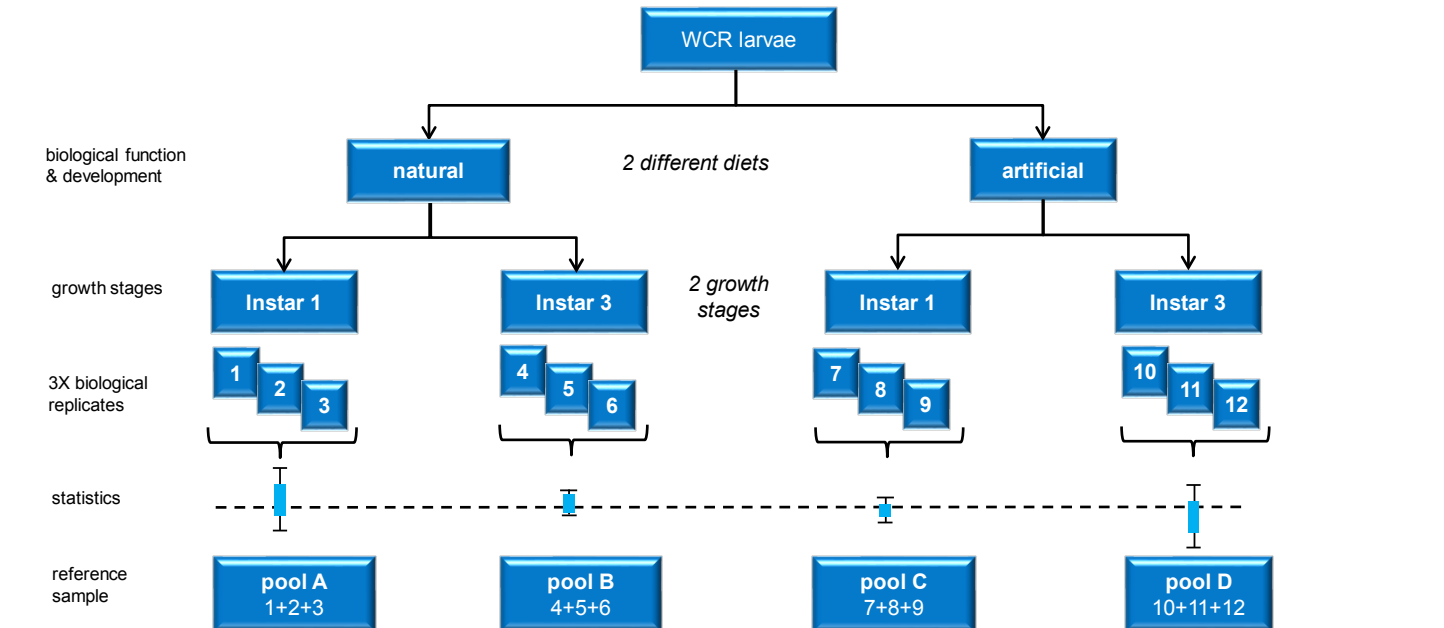 WCR larvae
biological function
& development
natural
2 different diets
artificial
growth stages
Instar 1
Instar 3
2 growth
stages
Instar 1
Instar 3
3X biological
replicates
1
2
3
4
5
6
7
8
9
10
11
12
statistics
reference
sample
pool A
1+2+3
pool B
4+5+6
pool C
7+8+9
pool D
10+11+12